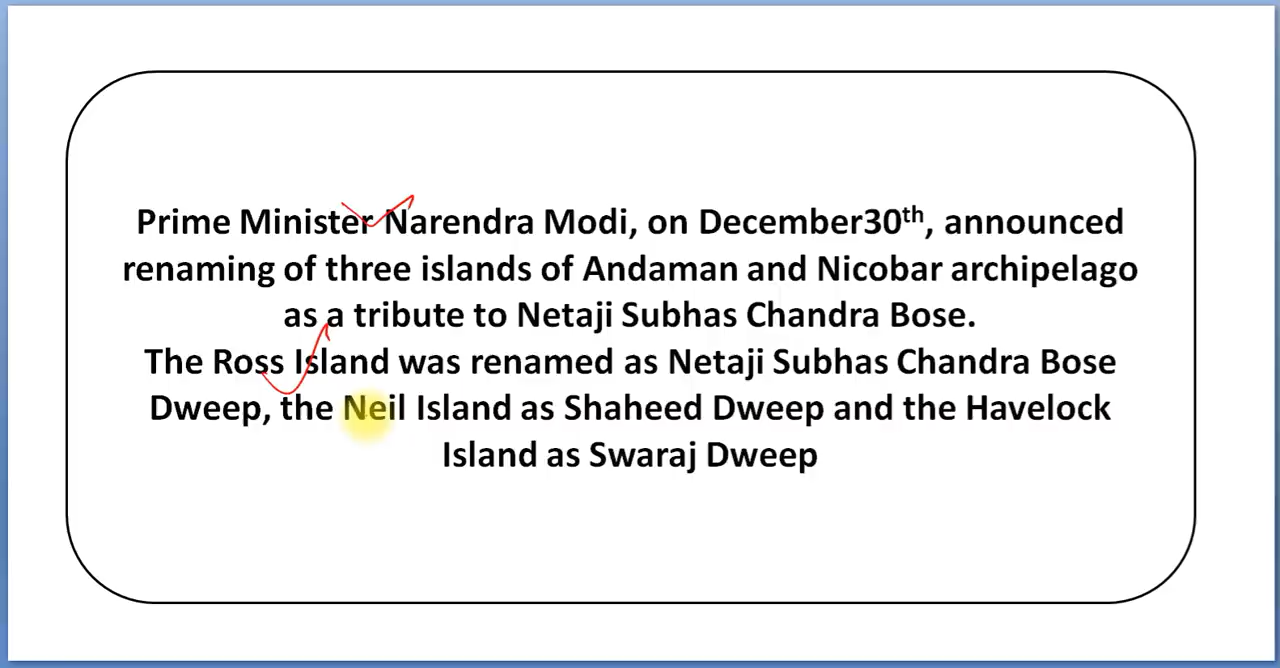 Prime Minister Narendra Modi, on December30th, announced
renaming of three islands of Andaman and Nicobar archipelago
as a tribute to Netaji Subhas Chandra Bose.
The Ross Island was renamed as Netaji Subhas Chandra Bose
Dweep, the Neil Island as Shaheed Dweep and the Havelock
Island as Swaraj Dweep